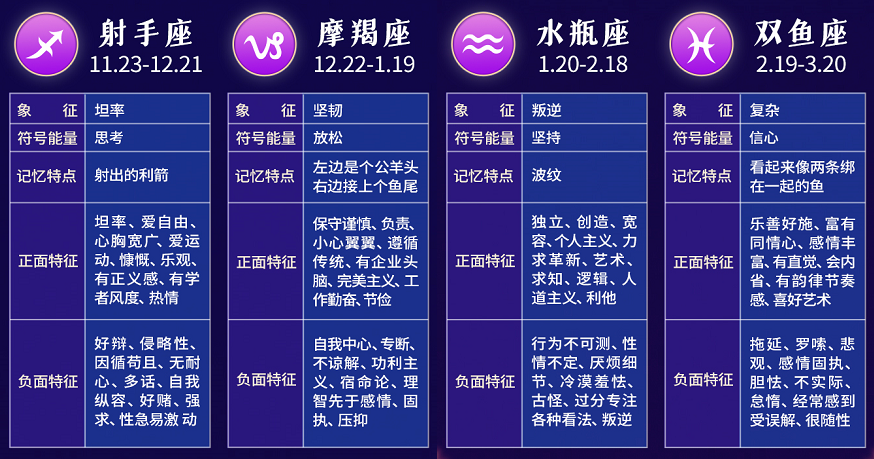 射手座
11.23-12.21
象 征
坦率
符号能量
思考
记忆特点
射出的利箭
正面特征
坦率、爱自由、
心胸宽广、爱运
动、慷慨、乐观、
有正义感、有学
者风度、热情
负面特征
好辩、侵略性、
因循苟且、无耐
心、多话、自我
纵容、好赌、强
求、性急易激动
摩羯座
12.22-1.19
象 征
坚韧
符号能量
放松
记忆特点
左边是个公羊头
右边接上个鱼尾
正面特征
保守谨慎、负责、
小心翼翼、遵循
传统、有企业头
脑、完美主义、工
作勤奋、节俭
负面特征
自我中心、专断、
不谅解、功利主
义、宿命论、理
智先于感情、固
执、压抑
水瓶座
1.20-2.18
象 征
叛逆
符号能量
坚持
记忆特点
波纹
正面特征
独立、创造、宽
容、个人主义、力
求革新、艺术、
求知、逻辑、人
道主义、利他
负面特征
行为不可测、性
情不定、厌烦细
节、冷漠羞怯、
古怪、过分专注
各种看法、叛逆
双鱼座
2.19-3.20
象 征
复杂
符号能量
信心
记忆特点
看起来像两条绑
在一起的鱼
正面特征
乐善好施、富有
同情心、感情丰
富、有直觉、会内
省、有韵律节奏
感、喜好艺术
负面特征
拖延、罗嗦、悲
观、感情固执、
胆怯、不实际、
怠惰、经常感到
受误解、很随性